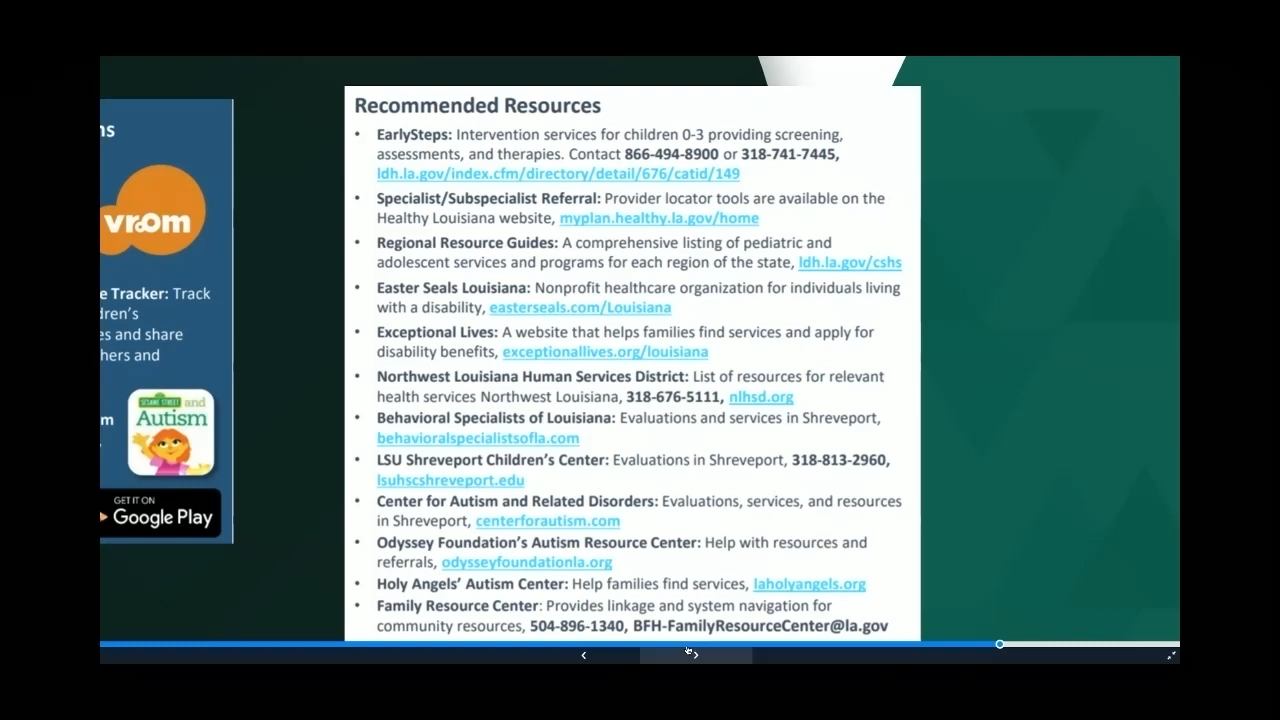 ns
vroom
e Tracker: Track
dren's
es and share
hers and
m
SESAME STREET and
Autism
GET IT ON
Google Play
Recommended Resources
• EarlySteps: Intervention services for children 0-3 providing screening,
assessments, and therapies. Contact 866-494-8900 or 318-741-7445,
ldh.la.gov/index.cfm/directory/detail/676/catid/149
• Specialist/Subspecialist Referral: Provider locator tools are available on the
Healthy Louisiana website, myplan.healthy.la.gov/home
• Regional Resource Guides: A comprehensive listing of pediatric and
adolescent services and programs for each region of the state, ldh.la.gov/cshs
• Easter Seals Louisiana: Nonprofit healthcare organization for individuals living
with a disability, easterseals.com/Louisiana
• Exceptional Lives: A website that helps families find services and apply for
disability benefits, exceptionallives.org/louisiana
• Northwest Louisiana Human Services District: List of resources for relevant
health services Northwest Louisiana, 318-676-5111, nlhsd.org
• Behavioral Specialists of Louisiana: Evaluations and services in Shreveport,
behavioralspecialistsofla.com
• LSU Shreveport Children's Center: Evaluations in Shreveport, 318-813-2960,
lsuhscshreveport.edu
• Center for Autism and Related Disorders: Evaluations, services, and resources
in Shreveport, centerforautism.com
• Odyssey Foundation's Autism Resource Center: Help with resources and
referrals, odysseyfoundationla.org
• Holy Angels' Autism Center: Help families find services, laholyangels.org
• Family Resource Center: Provides linkage and system navigation for
community resources, 504-896-1340, BFH-FamilyResourceCenter@la.gov